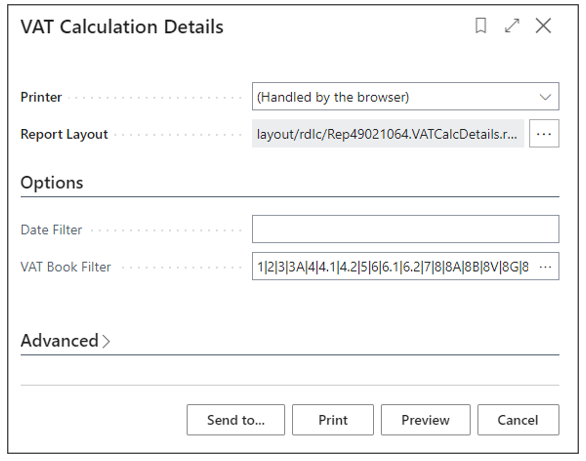 VAT Calculation Details
Printer (Handled by the browser)
Report Layout layout/rdlc/Rep49021064.VATCalcDetails.r... ...
Options
Date Filter
VAT Book Filter 1|2|3|3A|4|4.1|4.2|5|6|6.1|6.2|7|8|8A|8B|8V|8G|8 ...
Advanced
Send to... Print Preview Cancel